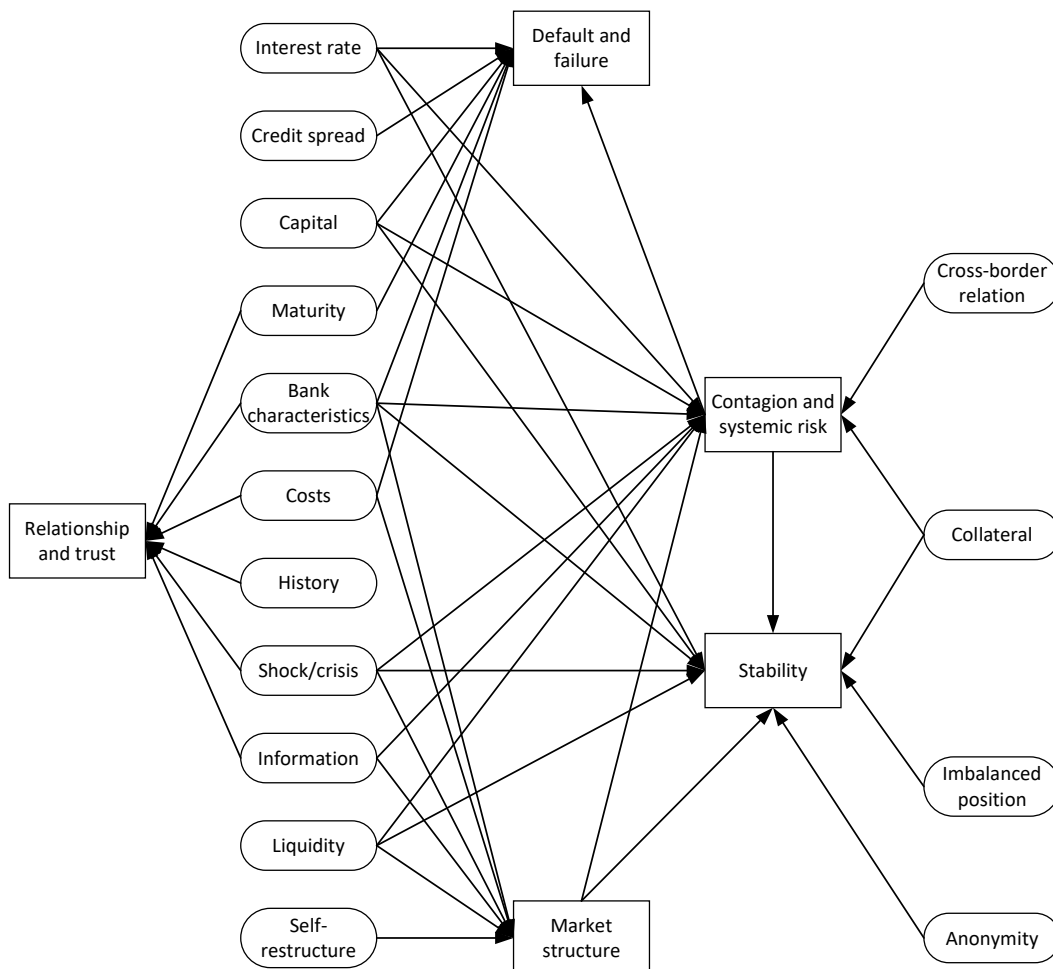 Interest rate
Default and
failure
Credit spread
Capital
Cross-border
relation
Maturity
Bank
characteristics
Contagion and
systemic risk
Costs
Relationship
and trust
Collateral
History
Shock/crisis
Stability
Information
Imbalanced
position
Liquidity
Self-
restructure
Market
structure
Anonymity